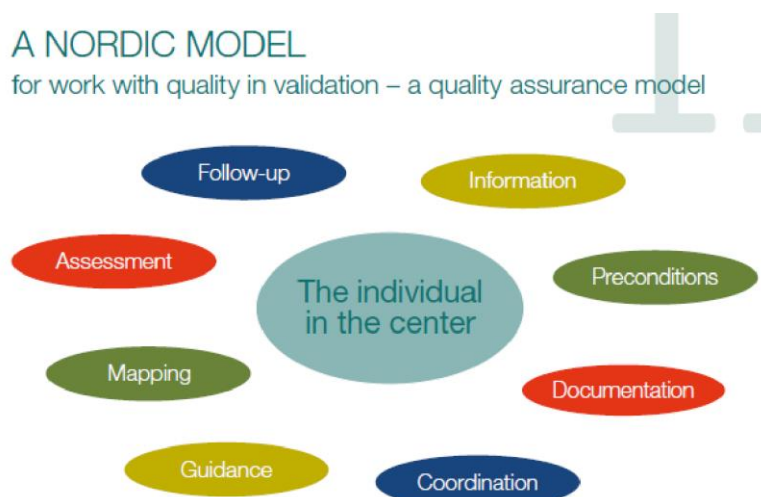 A NORDIC MODEL
for work with quality in validation – a quality assurance model
Follow-up
Information
Assessment
The individual
in the center
Preconditions
Mapping
Documentation
Guidance
Coordination